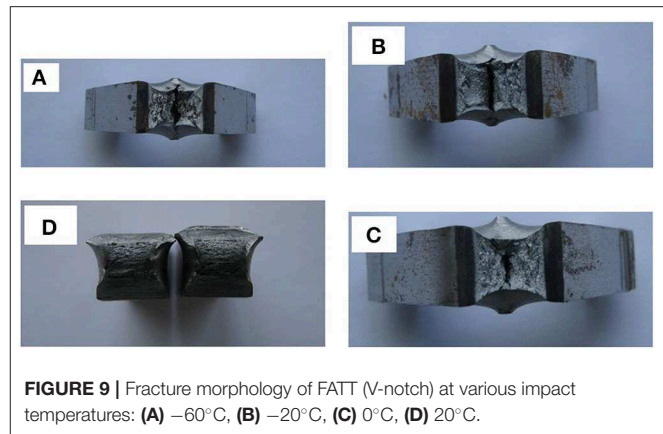 A
B
D
C
FIGURE 9 | Fracture morphology of FATT (V-notch) at various impact
temperatures: (A) −60°C, (B) −20°C, (C) 0°C, (D) 20°C.